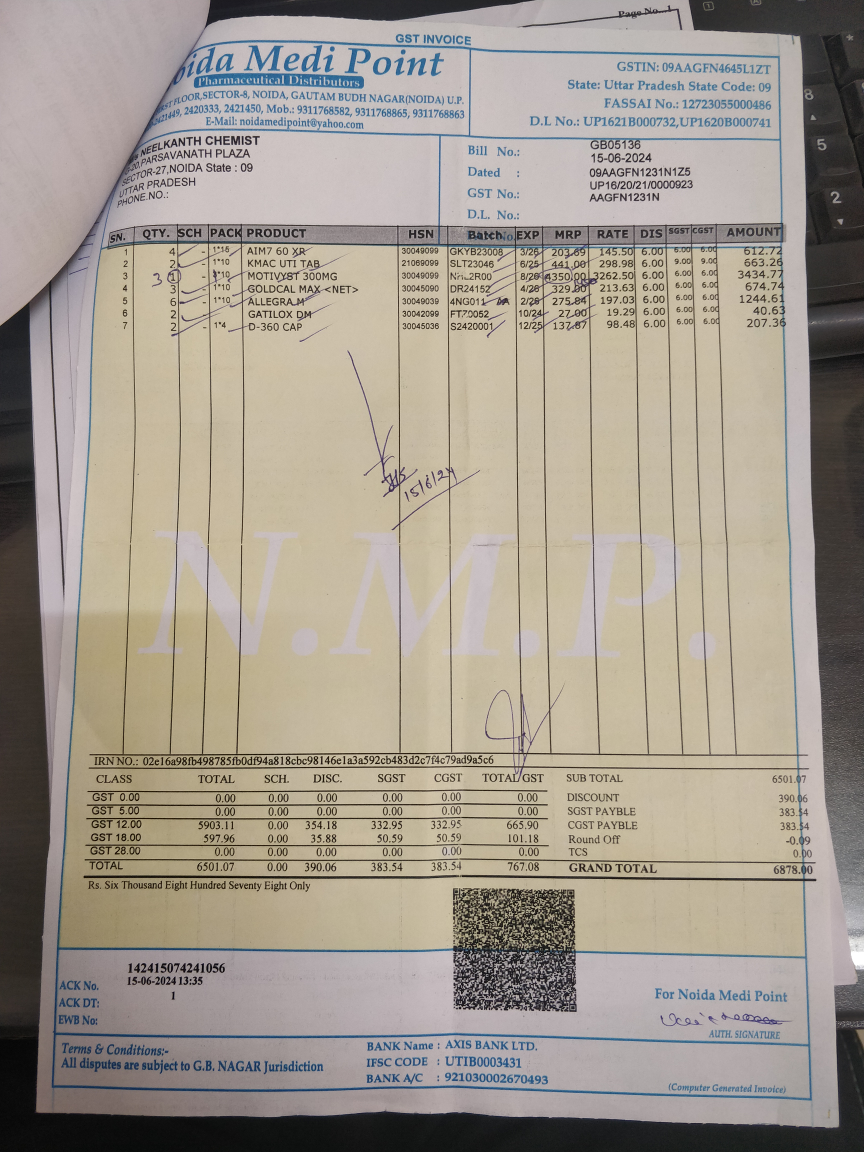 Page No...1
GST INVOICE
oida Medi Point
Pharmaceutical Distributors
FLOOR,SECTOR-8, NOIDA, GAUTAM BUDH NAGAR(NOIDA) U.P.
2421449, 2420333, 2421450, Mob.: 9311768582, 9311768865, 9311768863
E-Mail: noidamedipoint@yahoo.com
GSTIN: 09AAGFN4645L1ZT
State: Uttar Pradesh State Code: 09
FASSAI No.: 12723055000486
D.L No.: UP1621B000732,UP1620B000741
NEELKANTH CHEMIST
PARSAVANATH PLAZA
SECTOR-27,NOIDA State : 09
UTTAR PRADESH
PHONE.NO.:
Bill No.: GB05136
Dated : 15-06-2024
GST No.: 09AAGFN1231N1Z5
D.L. No.: UP16/20/21/0000923
AAGFN1231N
SN. QTY. SCH PACK PRODUCT HSN Batch No. EXP MRP RATE DIS SGST CGST AMOUNT
1 4 - 1*15 AIM7 60 XR 30049099 GKYB23008 3/26 203.69 145.50 6.00 6.00 6.00 612.72
2 2 - 1*10 KMAC UTI TAB 21069099 SLT23046 6/25 441.00 298.98 6.00 9.00 9.00 663.26
3 3 1 - 1*10 MOTIVYST 300MG 30049099 8/26 4350.00 3262.50 6.00 6.00 6.00 3434.77
4 3 - 1*10 GOLDCAL MAX <NET> 30045090 DR24152 4/26 329.80 213.63 6.00 6.00 6.00 674.74
5 6 - 1*10 ALLEGRA.M 30049039 4NG011 2/26 275.84 197.03 6.00 6.00 6.00 1244.61
6 2 - GATILOX DM 30042099 10/24 27.00 19.29 6.00 6.00 6.00 40.63
7 2 - 1*4 D-360 CAP 30045036 S2420001 12/25 137.87 98.48 6.00 6.00 6.00 207.36
15/6/24
N.M.P.
IRN NO.: 02e16a98fb498785fb0df94a818cbc98146e1a3a592cb483d2c7f4c79ad9a5c6
CLASS TOTAL SCH. DISC. SGST CGST TOTAL GST
GST 0.00 0.00 0.00 0.00 0.00 0.00 0.00
GST 5.00 0.00 0.00 0.00 0.00 0.00 0.00
GST 12.00 5903.11 0.00 354.18 332.95 332.95 665.90
GST 18.00 597.96 0.00 35.88 50.59 50.59 101.18
GST 28.00 0.00 0.00 0.00 0.00 0.00 0.00
TOTAL 6501.07 0.00 390.06 383.54 383.54 767.08
SUB TOTAL 6501.07
DISCOUNT 390.06
SGST PAYBLE 383.54
CGST PAYBLE 383.54
Round Off -0.09
TCS 0.00
GRAND TOTAL 6878.00
Rs. Six Thousand Eight Hundred Seventy Eight Only
ACK No. 142415074241056
ACK DT: 15-06-2024 13:35
EWB No: 1
For Noida Medi Point
AUTH. SIGNATURE
Terms & Conditions:-
All disputes are subject to G.B. NAGAR Jurisdiction
BANK Name : AXIS BANK LTD.
IFSC CODE : UTIB0003431
BANK A/C : 921030002670493
(Computer Generated Invoice)